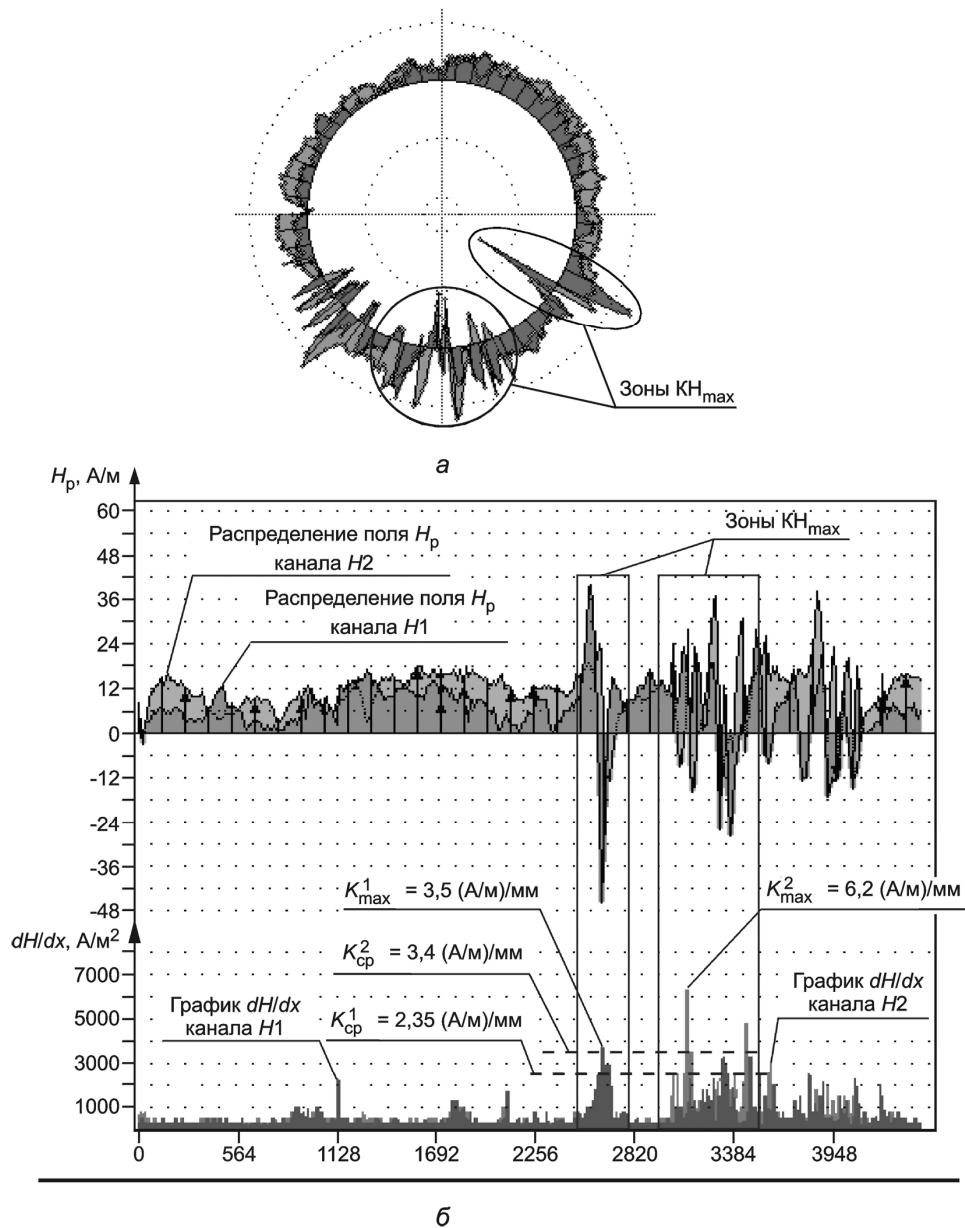 Зоны КНmax
а
Hр, А/м
60
48
36
24
12
0
-12
-24
-36
-48
Распределение поля Hр
канала H2
Распределение поля Hр
канала H1
Зоны КНmax
K¹max = 3,5 (А/м)/мм
K²max = 6,2 (А/м)/мм
K²ср = 3,4 (А/м)/мм
K¹ср = 2,35 (А/м)/мм
dH/dx, А/м²
7000
5000
3000
1000
График dH/dx
канала H1
График dH/dx
канала H2
0 564 1128 1692 2256 2820 3384 3948
б